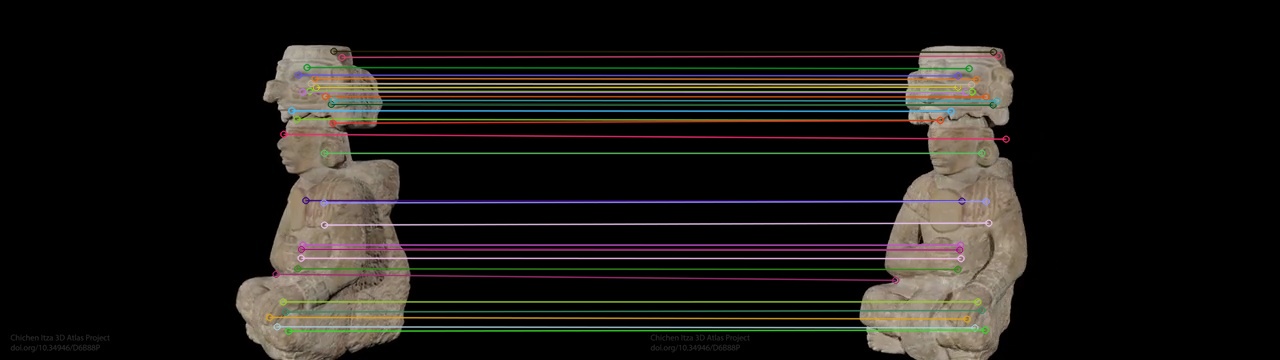 Chichen Itza 3D Atlas Project
doi.org/10.34946/D6B88P
Chichen Itza 3D Atlas Project
doi.org/10.34946/D6B88P